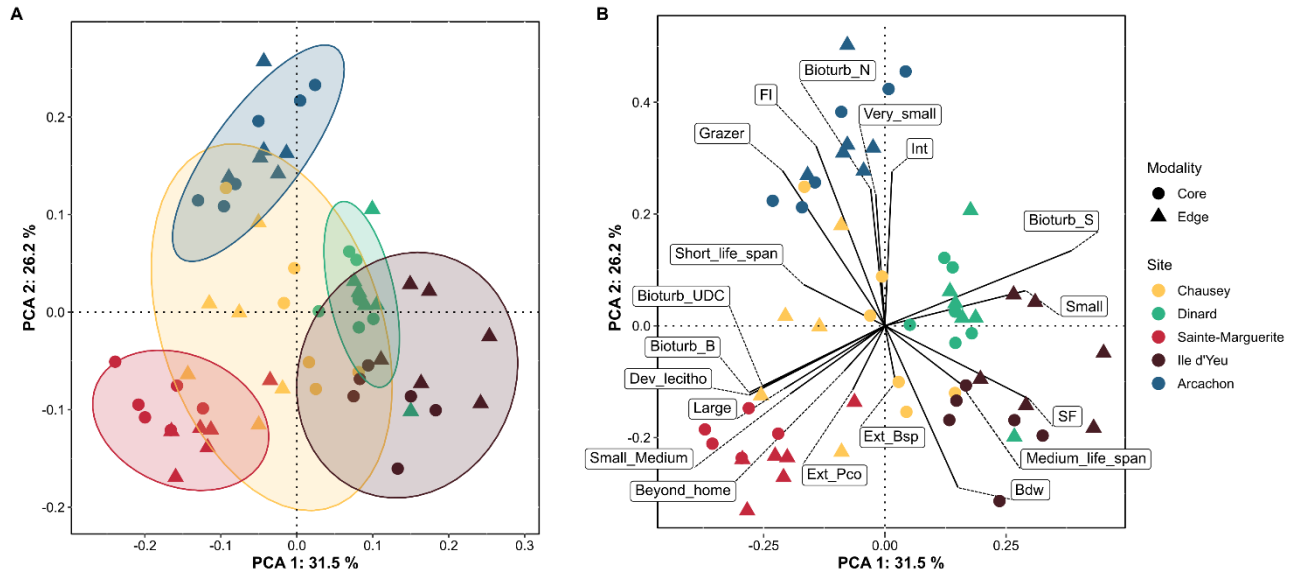 A
B
PCA 2: 26.2 %
0.2
0.1
0.0
-0.1
-0.2
-0.2
-0.1
0.0
0.1
0.2
0.3
PCA 1: 31.5 %
PCA 2: 26.2 %
0.4
0.2
0.0
-0.2
-0.25
0.00
0.25
PCA 1: 31.5 %
Bioturb_N
FI
Very_small
Grazer
Int
Bioturb_S
Short_life_span
Bioturb_UDC
Small
Bioturb_B
Dev_lecitho
Large
SF
Ext_Bsp
Small_Medium
Medium_life_span
Ext_Pco
Beyond_home
Bdw
Modality
Core
Edge
Site
Chausey
Dinard
Sainte-Marguerite
Ile d'Yeu
Arcachon